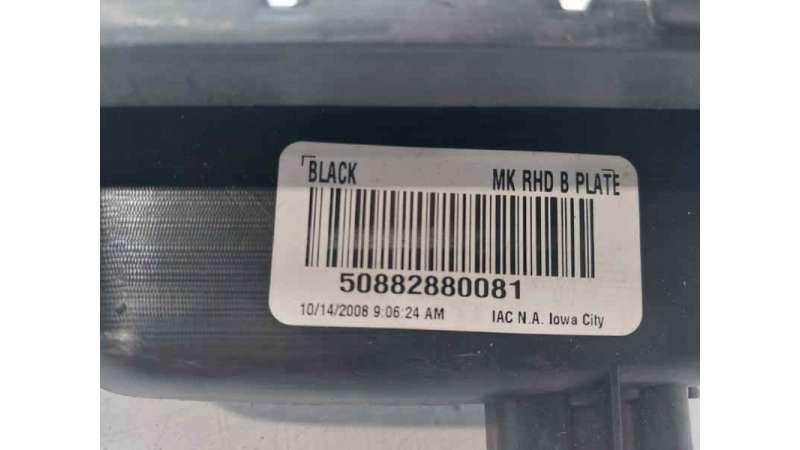 BLACK MK RHD B PLATE
50882880081
10/14/2008 9:06:24 AM IAC N.A. Iowa City